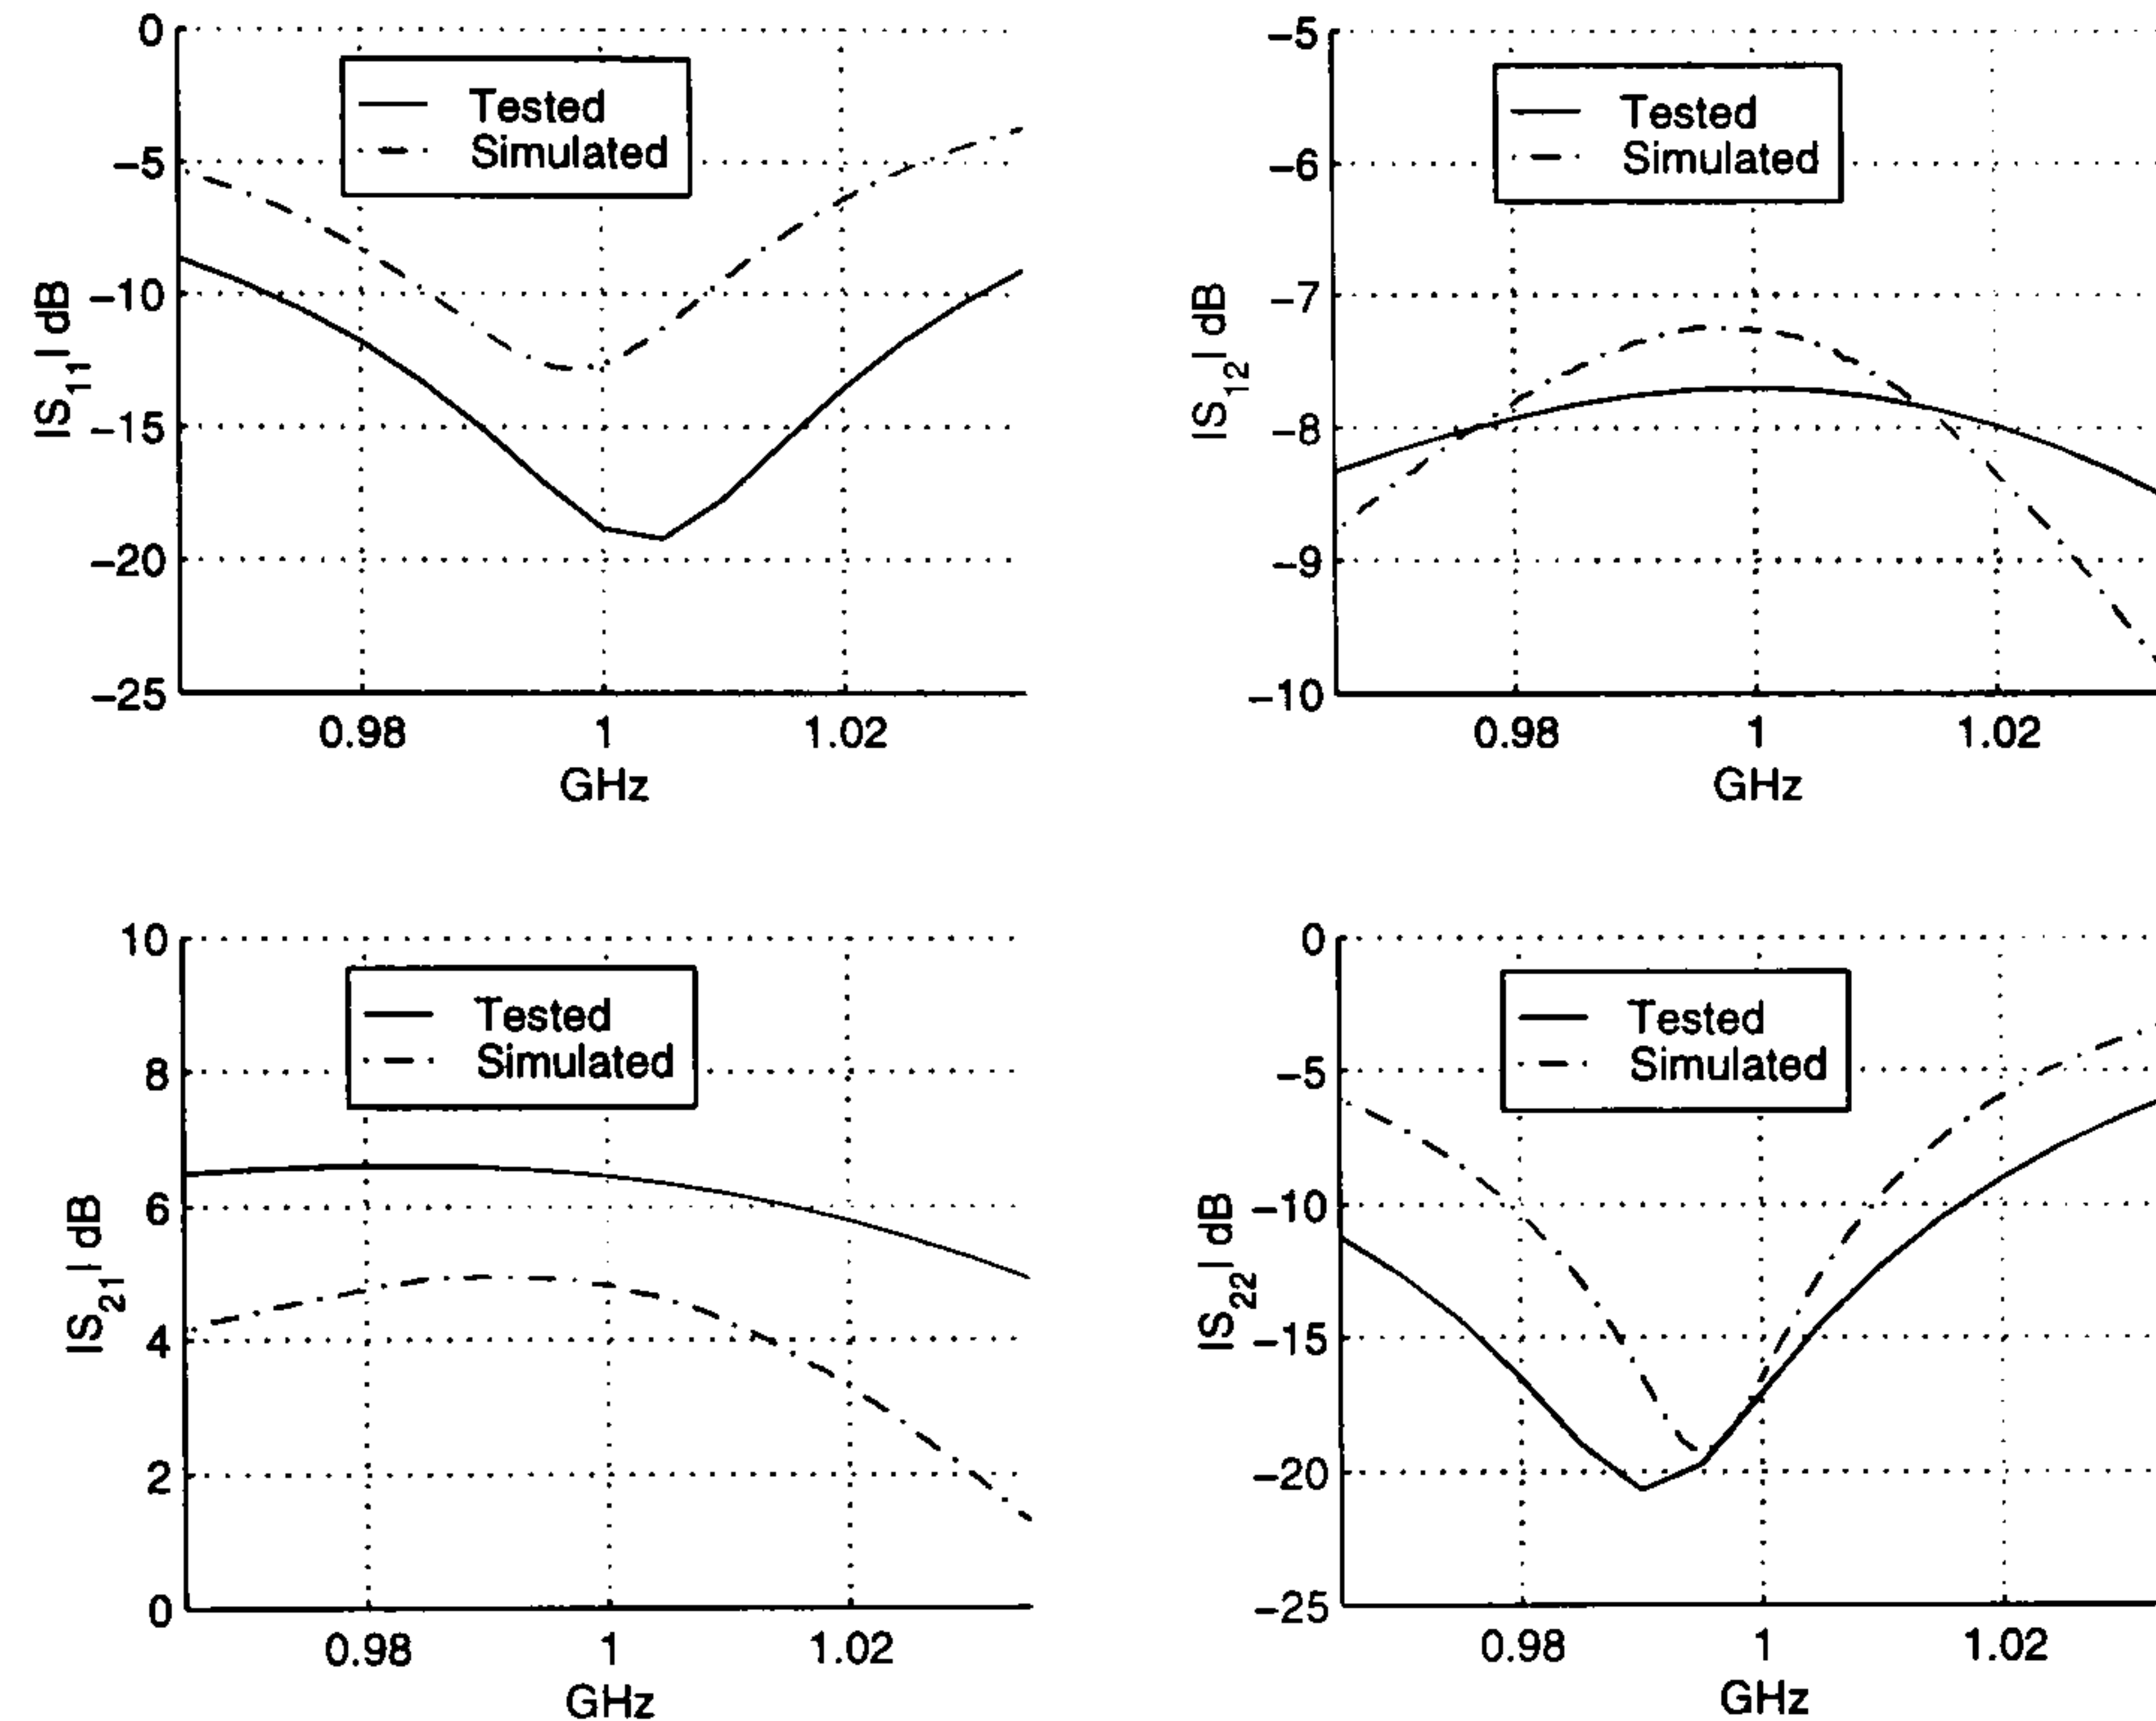 0
-5
-10
-15
-20
-25
|S11| dB
Tested
Simulated
0.98
1
1.02
GHz
-5
-6
-7
-8
-9
-10
|S12| dB
Tested
Simulated
0.98
1
1.02
GHz
10
8
6
4
2
0
|S21| dB
Tested
Simulated
0.98
1
1.02
GHz
0
-5
-10
-15
-20
-25
|S22| dB
Tested
Simulated
0.98
1
1.02
GHz